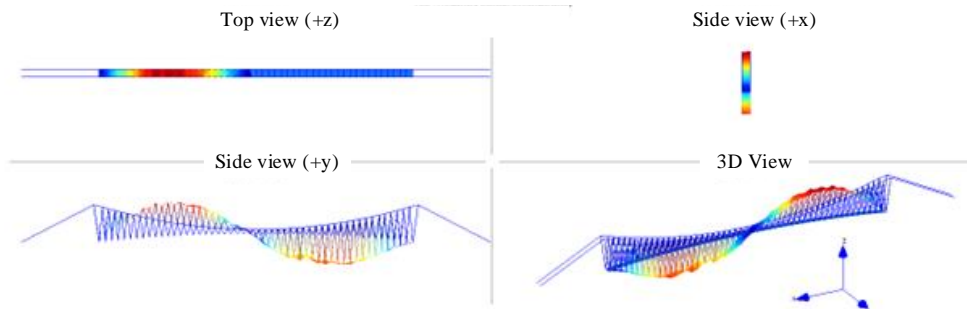 Top view (+z)
Side view (+x)
Side view (+y)
3D View
z